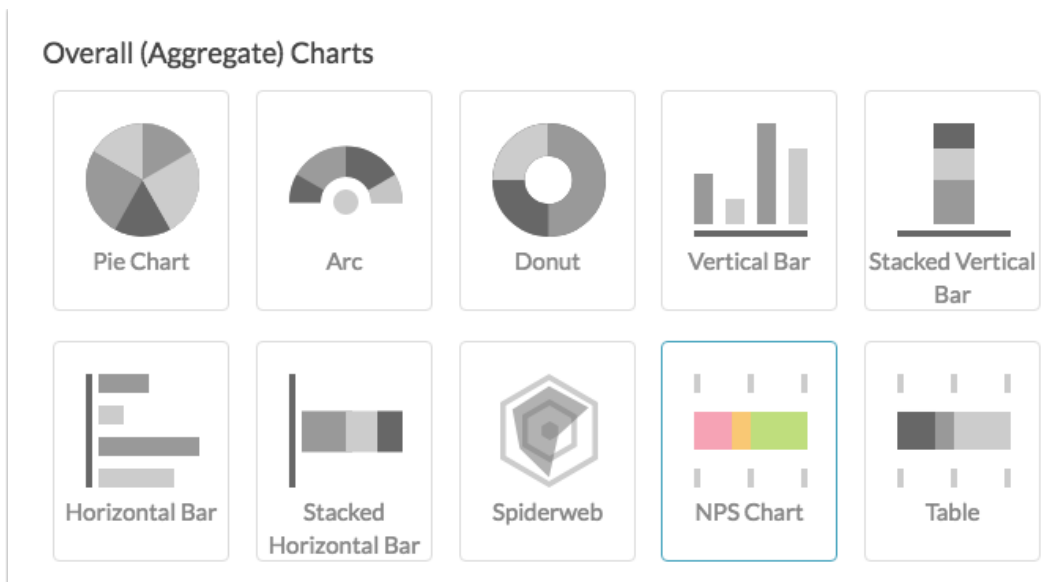 Overall (Aggregate) Charts
Pie Chart
Arc
Donut
Vertical Bar
Stacked Vertical
Bar
Horizontal Bar
Stacked
Horizontal Bar
Spiderweb
NPS Chart
Table